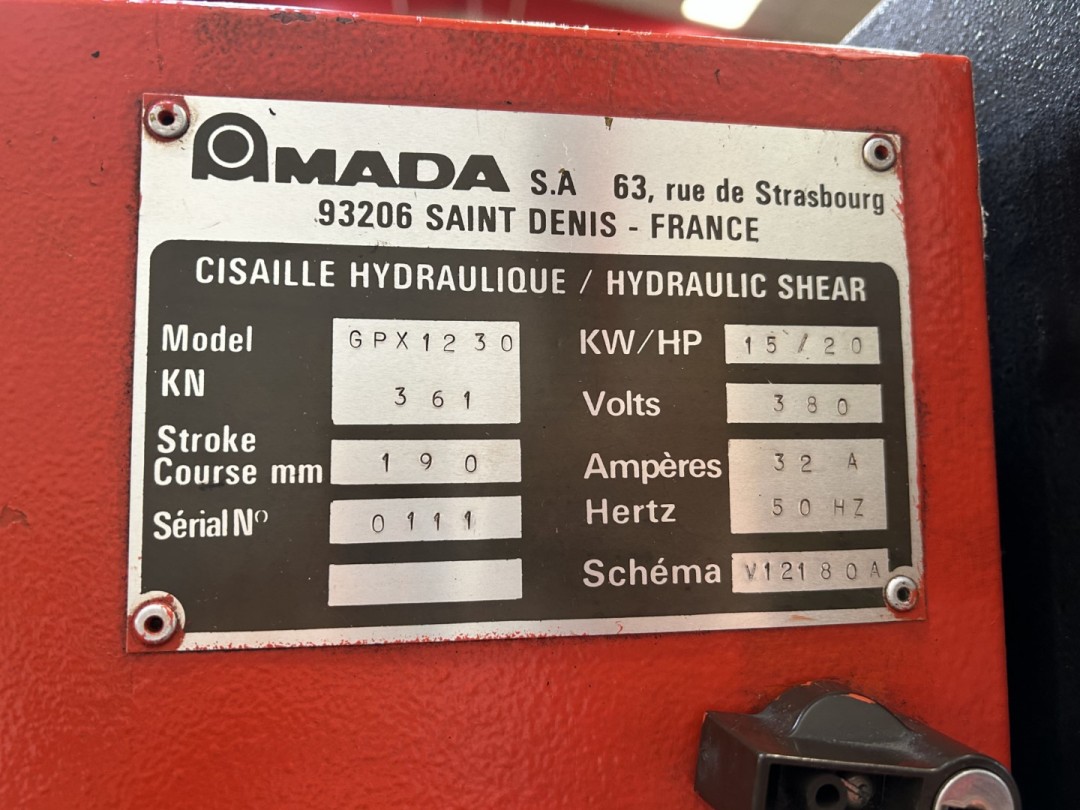 AMADA S.A 63, rue de Strasbourg
93206 SAINT DENIS - FRANCE
CISAILLE HYDRAULIQUE / HYDRAULIC SHEAR
Model GPX1230
KN 361
Stroke
Course mm 190
Sérial Nº 0111
KW/HP 15/20
Volts 380
Ampères 32 A
Hertz 50 HZ
Schéma V12180A